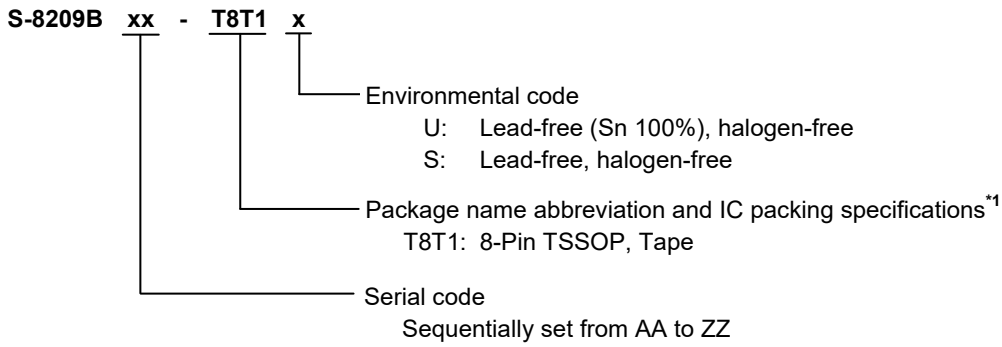 S-8209B xx - T8T1 x
Environmental code
U: Lead-free (Sn 100%), halogen-free
S: Lead-free, halogen-free
Package name abbreviation and IC packing specifications*1
T8T1: 8-Pin TSSOP, Tape
Serial code
Sequentially set from AA to ZZ